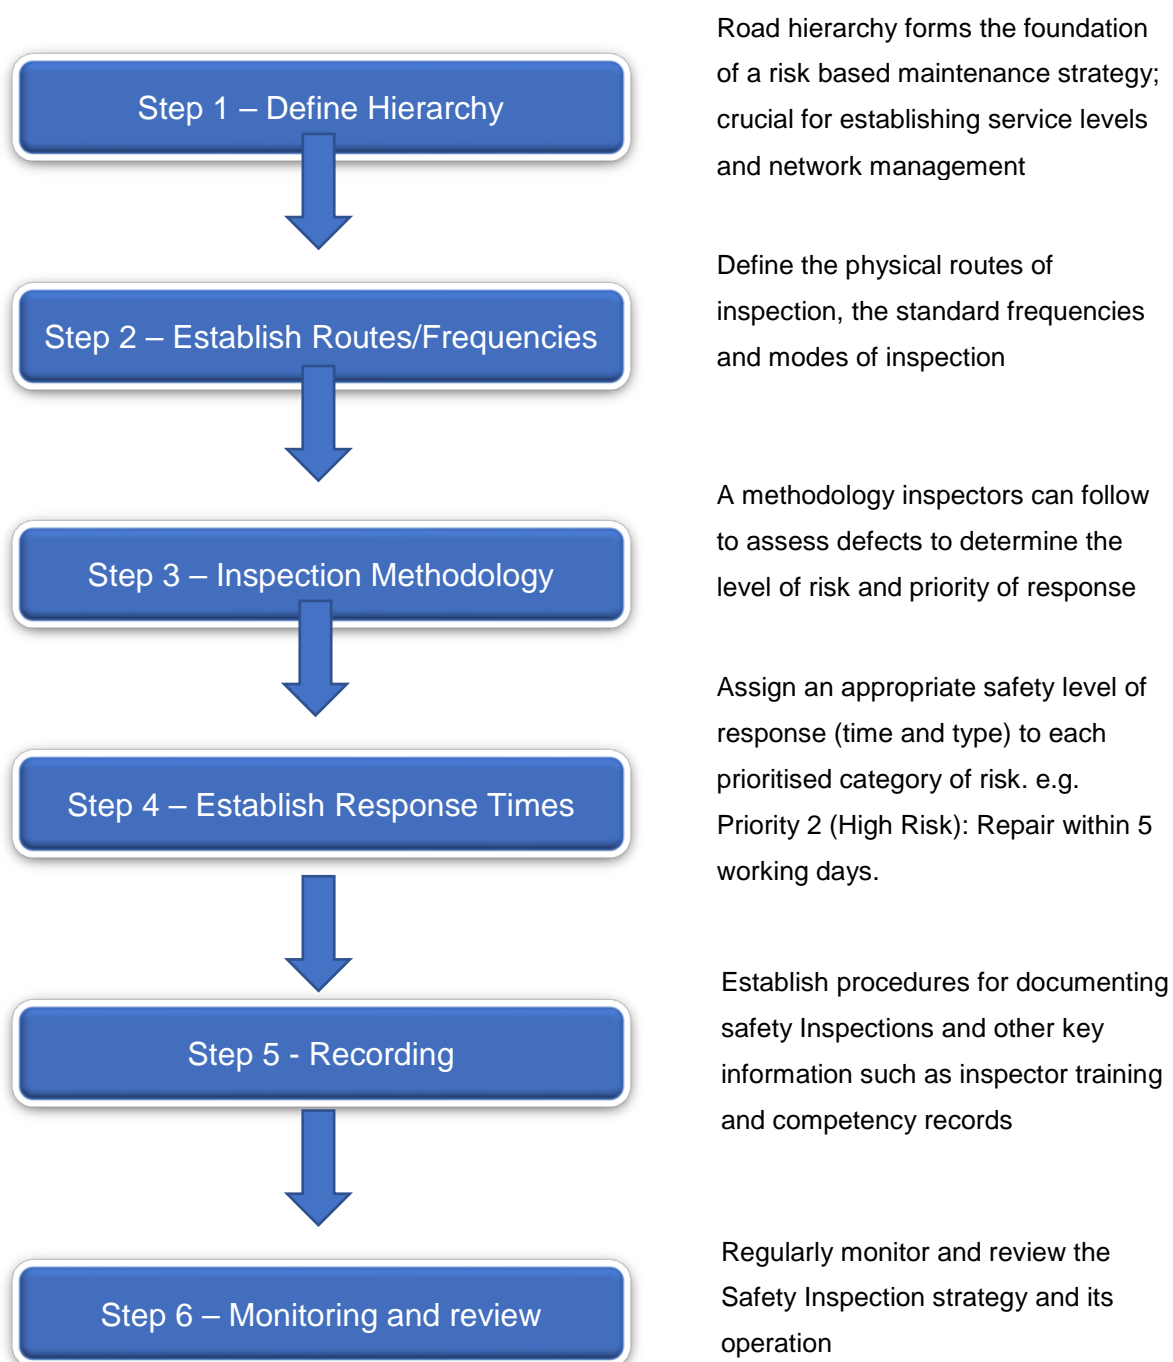 Road hierarchy forms the foundation
of a risk based maintenance strategy;
crucial for establishing service levels
and network management
Step 1 – Define Hierarchy
Define the physical routes of
inspection, the standard frequencies
and modes of inspection
Step 2 – Establish Routes/Frequencies
A methodology inspectors can follow
to assess defects to determine the
level of risk and priority of response
Step 3 – Inspection Methodology
Assign an appropriate safety level of
response (time and type) to each
prioritised category of risk. e.g.
Priority 2 (High Risk): Repair within 5
working days.
Step 4 – Establish Response Times
Establish procedures for documenting
safety Inspections and other key
information such as inspector training
and competency records
Step 5 - Recording
Regularly monitor and review the
Safety Inspection strategy and its
operation
Step 6 – Monitoring and review